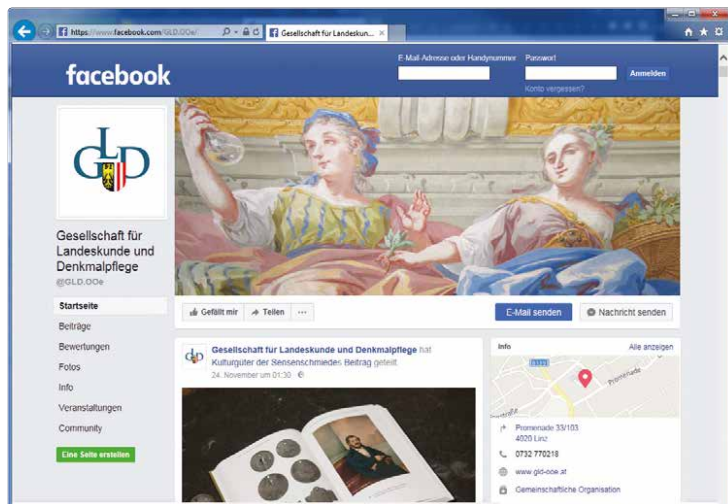 https://www.facebook.com/GLD.OOe/
Gesellschaft für Landeskun...
facebook
E-Mail-Adresse oder Handynummer
Passwort
Anmelden
Konto vergessen?
GLD
Gesellschaft für
Landeskunde und
Denkmalpflege
@GLD.OOe
Startseite
Beiträge
Bewertungen
Fotos
Info
Veranstaltungen
Community
Eine Seite erstellen
Gefällt mir
Teilen
E-Mail senden
Nachricht senden
Gesellschaft für Landeskunde und Denkmalpflege hat
Kulturgüter der Sensenschmiedes Beitrag geteilt.
24. November um 01:30
Info
Alle anzeigen
Promenade
Promenade 33/103
4020 Linz
0732 770218
www.gld-ooe.at
Gemeinschaftliche Organisation